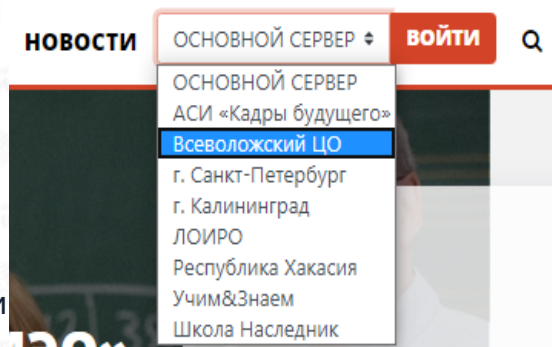 НОВОСТИ
ОСНОВНОЙ СЕРВЕР
ВОЙТИ
ОСНОВНОЙ СЕРВЕР
АСИ «Кадры будущего»
Всеволожский ЦО
г. Санкт-Петербург
г. Калининград
ЛОИРО
Республика Хакасия
Учим&Знаем
Школа Наследник